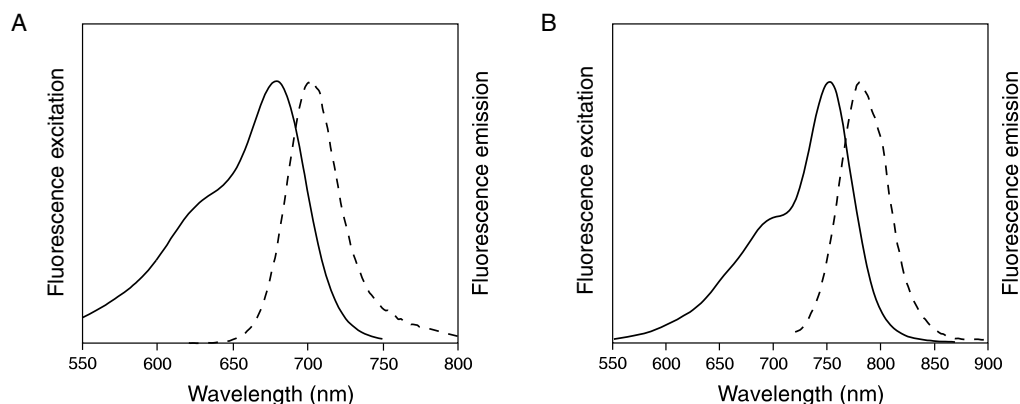 A
Fluorescence excitation
Fluorescence emission
550 600 650 700 750 800
Wavelength (nm)
B
Fluorescence excitation
Fluorescence emission
550 600 650 700 750 800 850 900
Wavelength (nm)